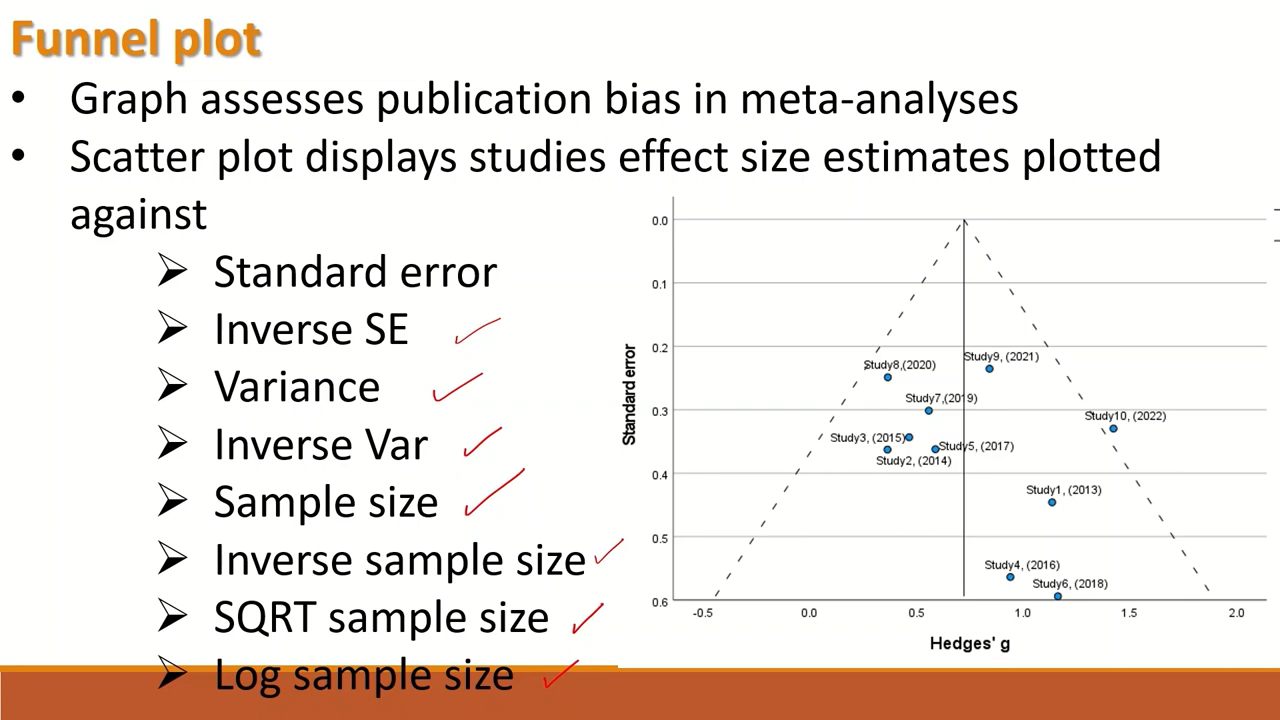 Funnel plot
• Graph assesses publication bias in meta-analyses
• Scatter plot displays studies effect size estimates plotted
against
➢ Standard error
➢ Inverse SE
➢ Variance
➢ Inverse Var
➢ Sample size
➢ Inverse sample size
➢ SQRT sample size
➢ Log sample size
Standard error
0.0
0.1
0.2
0.3
0.4
0.5
0.6
Study9, (2021)
Study8,(2020)
Study7,(2019)
Study10, (2022)
Study3, (2015)
Study5, (2017)
Study2, (2014)
Study1, (2013)
Study4, (2016)
Study6, (2018)
-0.5 0.0 0.5 1.0 1.5 2.0
Hedges' g